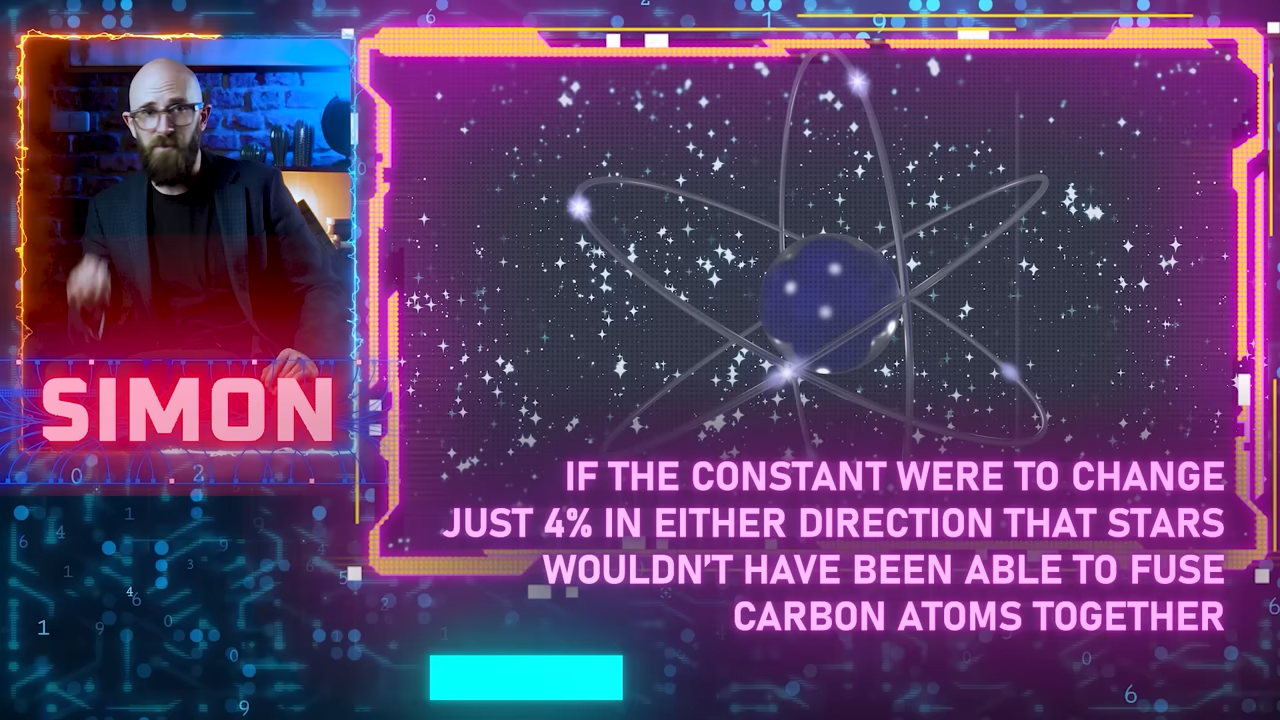 SIMON
IF THE CONSTANT WERE TO CHANGE
JUST 4% IN EITHER DIRECTION THAT STARS
WOULDN'T HAVE BEEN ABLE TO FUSE
CARBON ATOMS TOGETHER